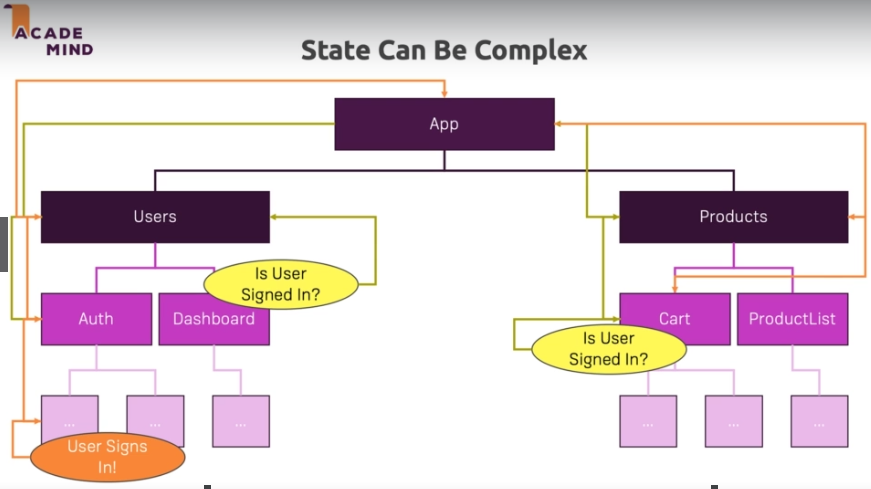 ACADE
MIND
State Can Be Complex
App
Users
Products
Is User
Signed In?
Auth
Dashboard
Cart
ProductList
Is User
Signed In?
...
...
...
...
...
...
User Signs
In!